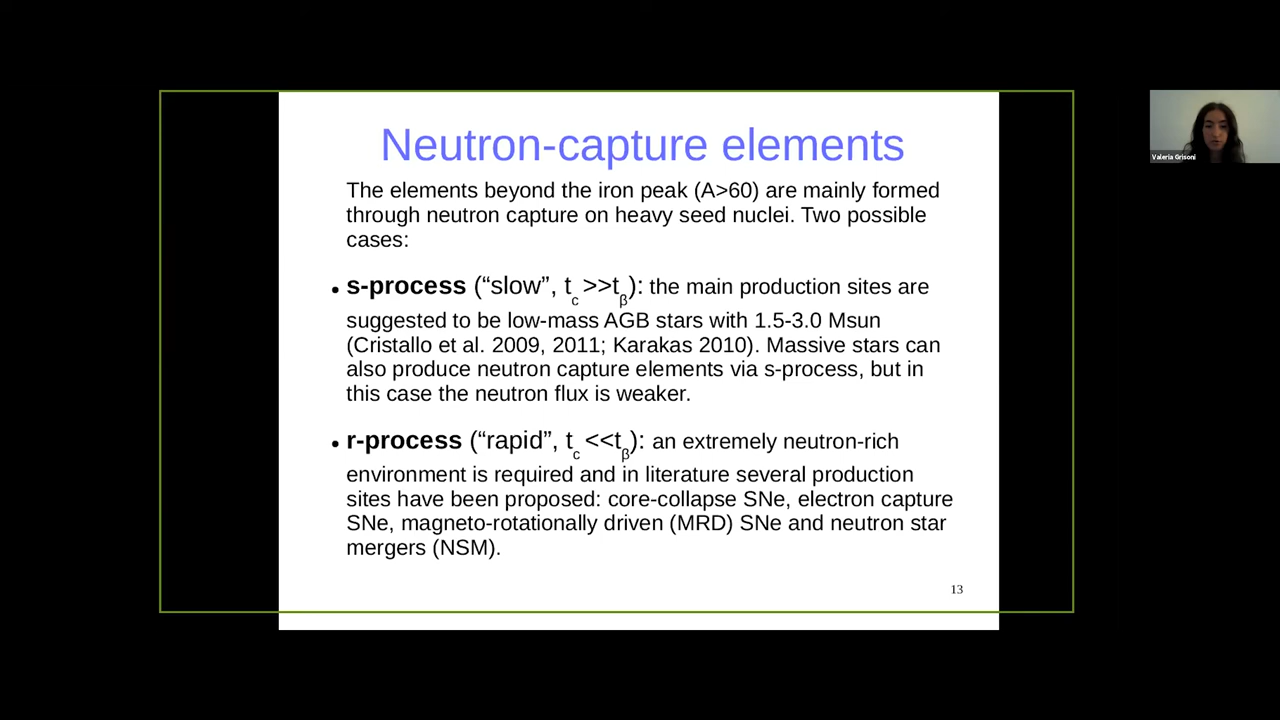 Neutron-capture elements
The elements beyond the iron peak (A>60) are mainly formed
through neutron capture on heavy seed nuclei. Two possible
cases:
• s-process (“slow”, tc >>tβ): the main production sites are
suggested to be low-mass AGB stars with 1.5-3.0 Msun
(Cristallo et al. 2009, 2011; Karakas 2010). Massive stars can
also produce neutron capture elements via s-process, but in
this case the neutron flux is weaker.
• r-process (“rapid”, tc <<tβ): an extremely neutron-rich
environment is required and in literature several production
sites have been proposed: core-collapse SNe, electron capture
SNe, magneto-rotationally driven (MRD) SNe and neutron star
mergers (NSM).
13
Valeria Grisoni